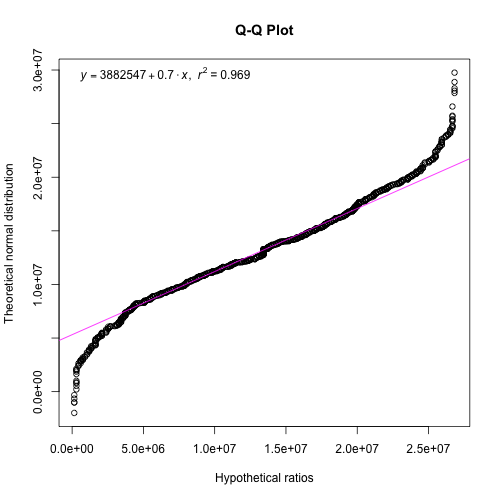 Q-Q Plot
y = 3882547 + 0.7 · x, r² = 0.969
Theoretical normal distribution
3.0e+07
2.0e+07
1.0e+07
0.0e+00
0.0e+00 5.0e+06 1.0e+07 1.5e+07 2.0e+07 2.5e+07
Hypothetical ratios